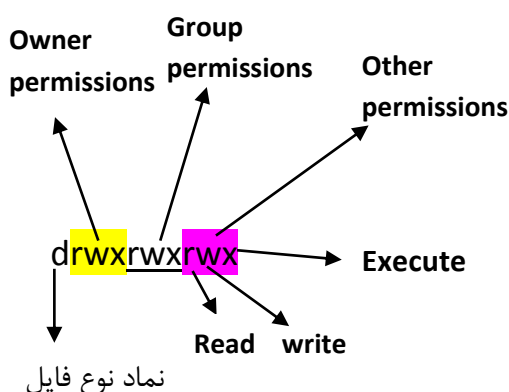 Owner
permissions
Group
permissions
Other
permissions
drwxrwxrwx
Execute
Read write
نماد نوع فایل